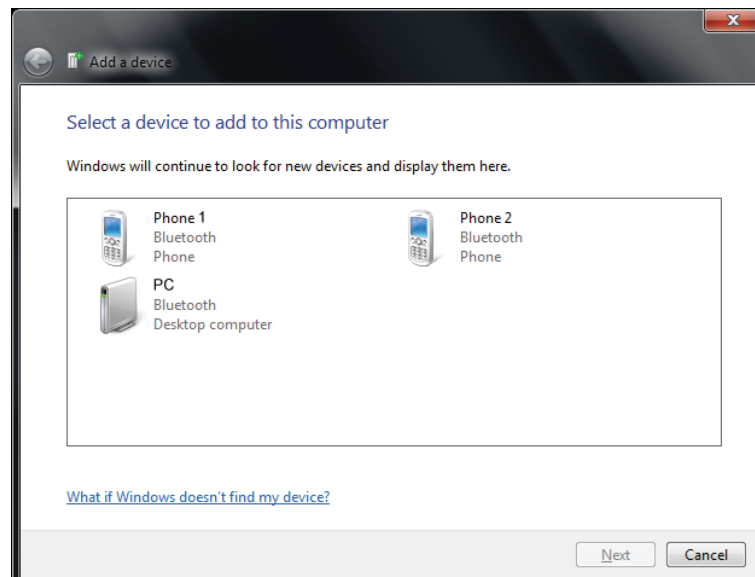 Add a device
Select a device to add to this computer
Windows will continue to look for new devices and display them here.
Phone 1
Bluetooth
Phone
Phone 2
Bluetooth
Phone
PC
Bluetooth
Desktop computer
What if Windows doesn't find my device?
Next
Cancel